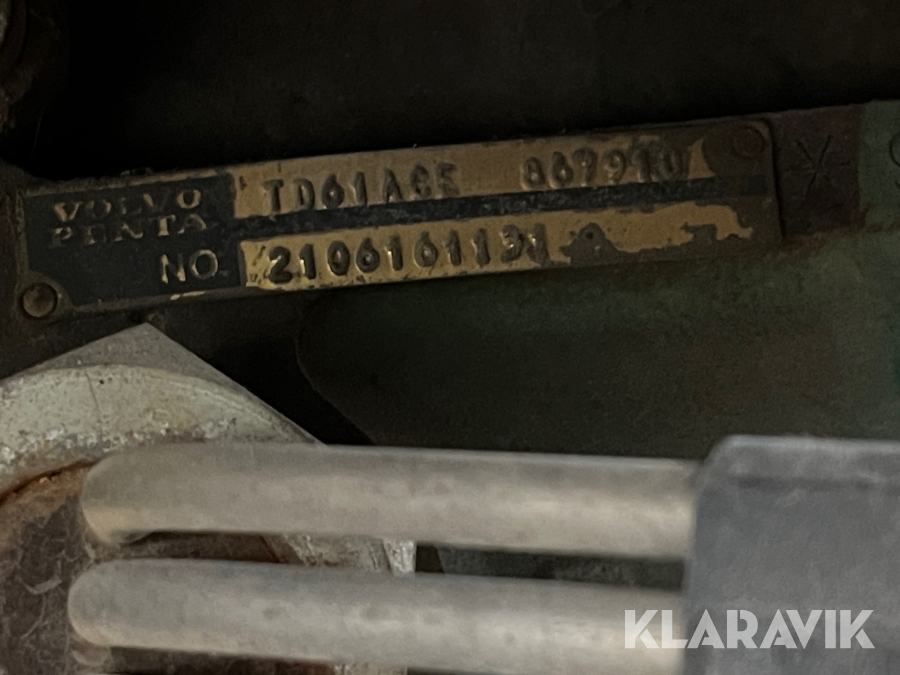 VOLVO
PENTA
TD61ACE 867910
NO. 2106161131
KLARAVIK